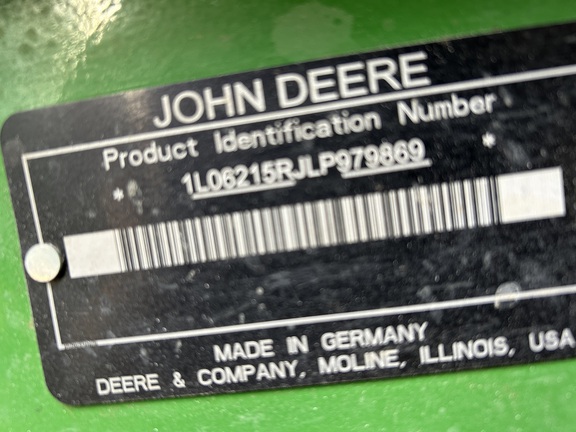 JOHN DEERE
Product Identification Number
* 1L06215RJLP979869 *
MADE IN GERMANY
DEERE & COMPANY, MOLINE, ILLINOIS, USA